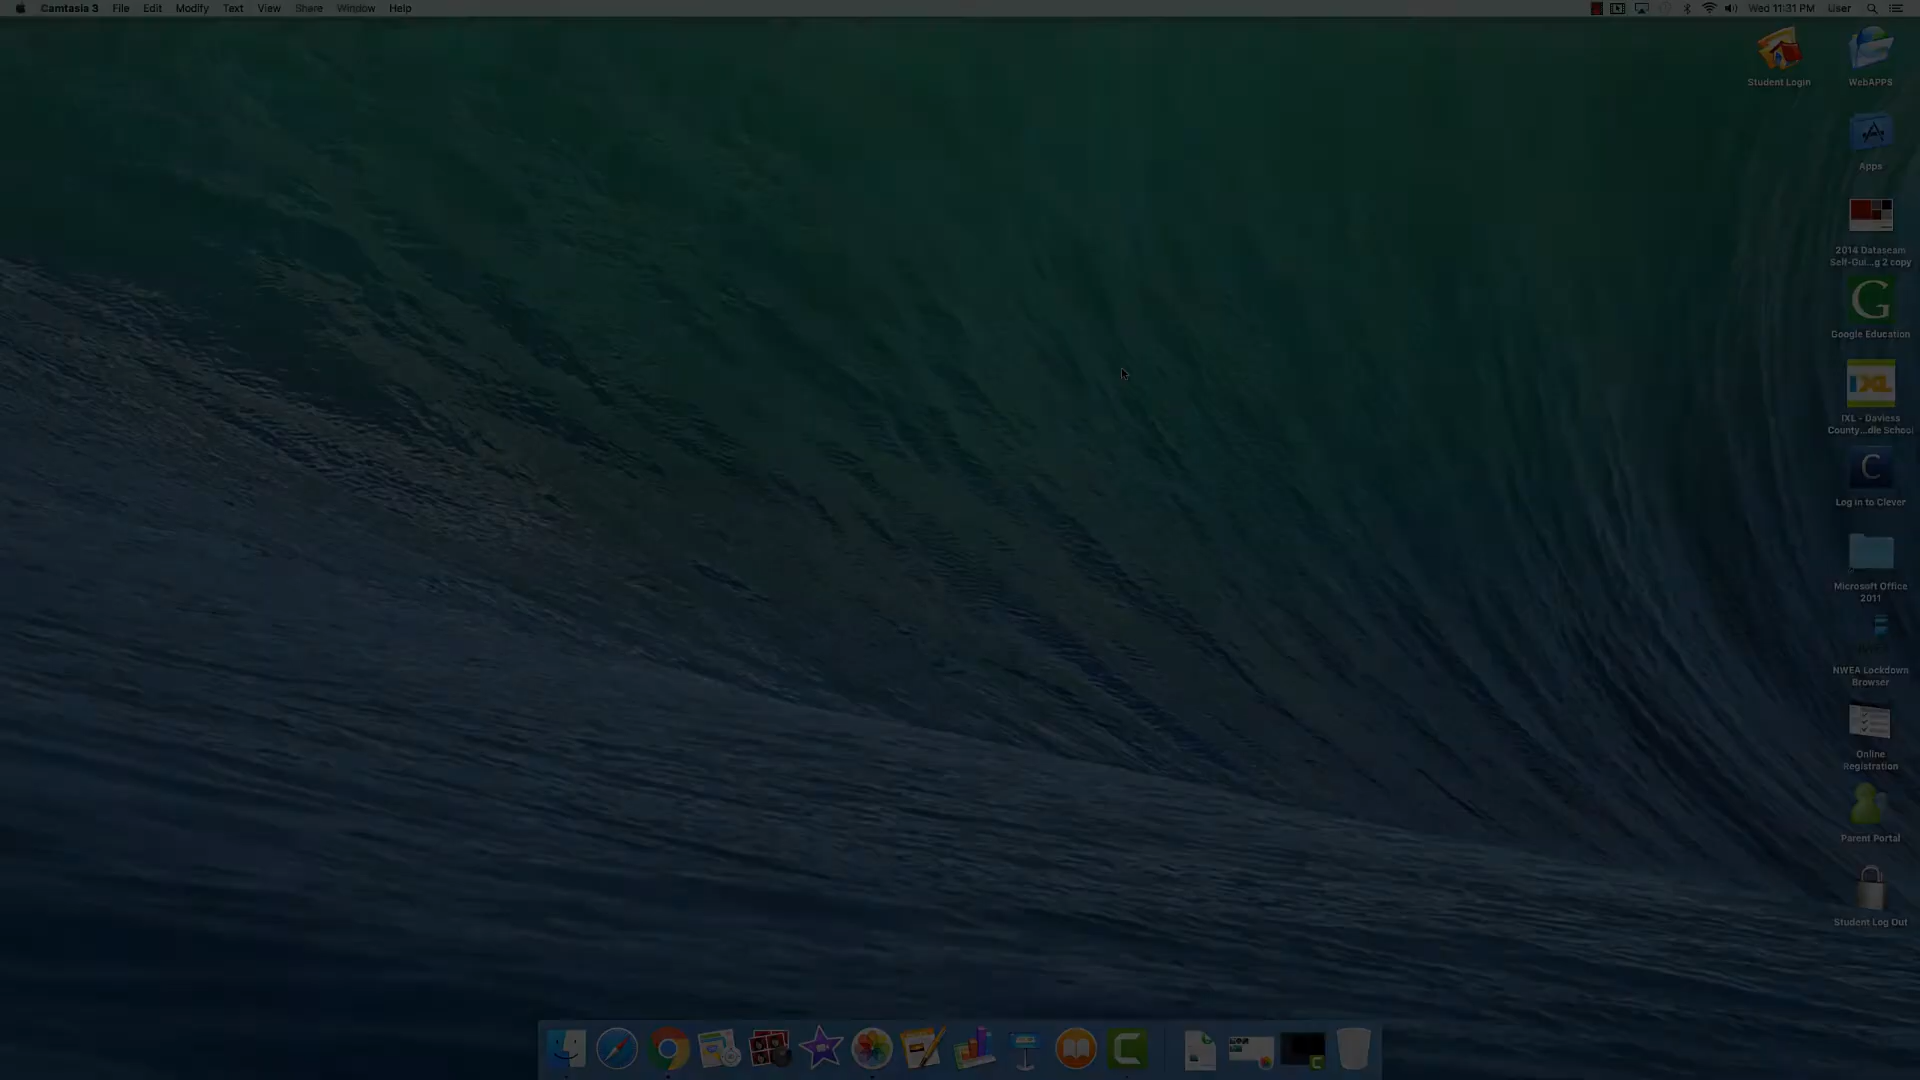 Camtasia 3 File Edit Modify Text View Share Window Help Wed 11:31 PM User
Student Login
WebAPPS
Apps
2014 Dataseam
Self-Gui...g 2 copy
G
Google Education
IXL
IXL - Daviess
County...dle School
C
Log in to Clever
Microsoft Office
2011
NWEA Lockdown
Browser
Online
Registration
Parent Portal
Student Log Out